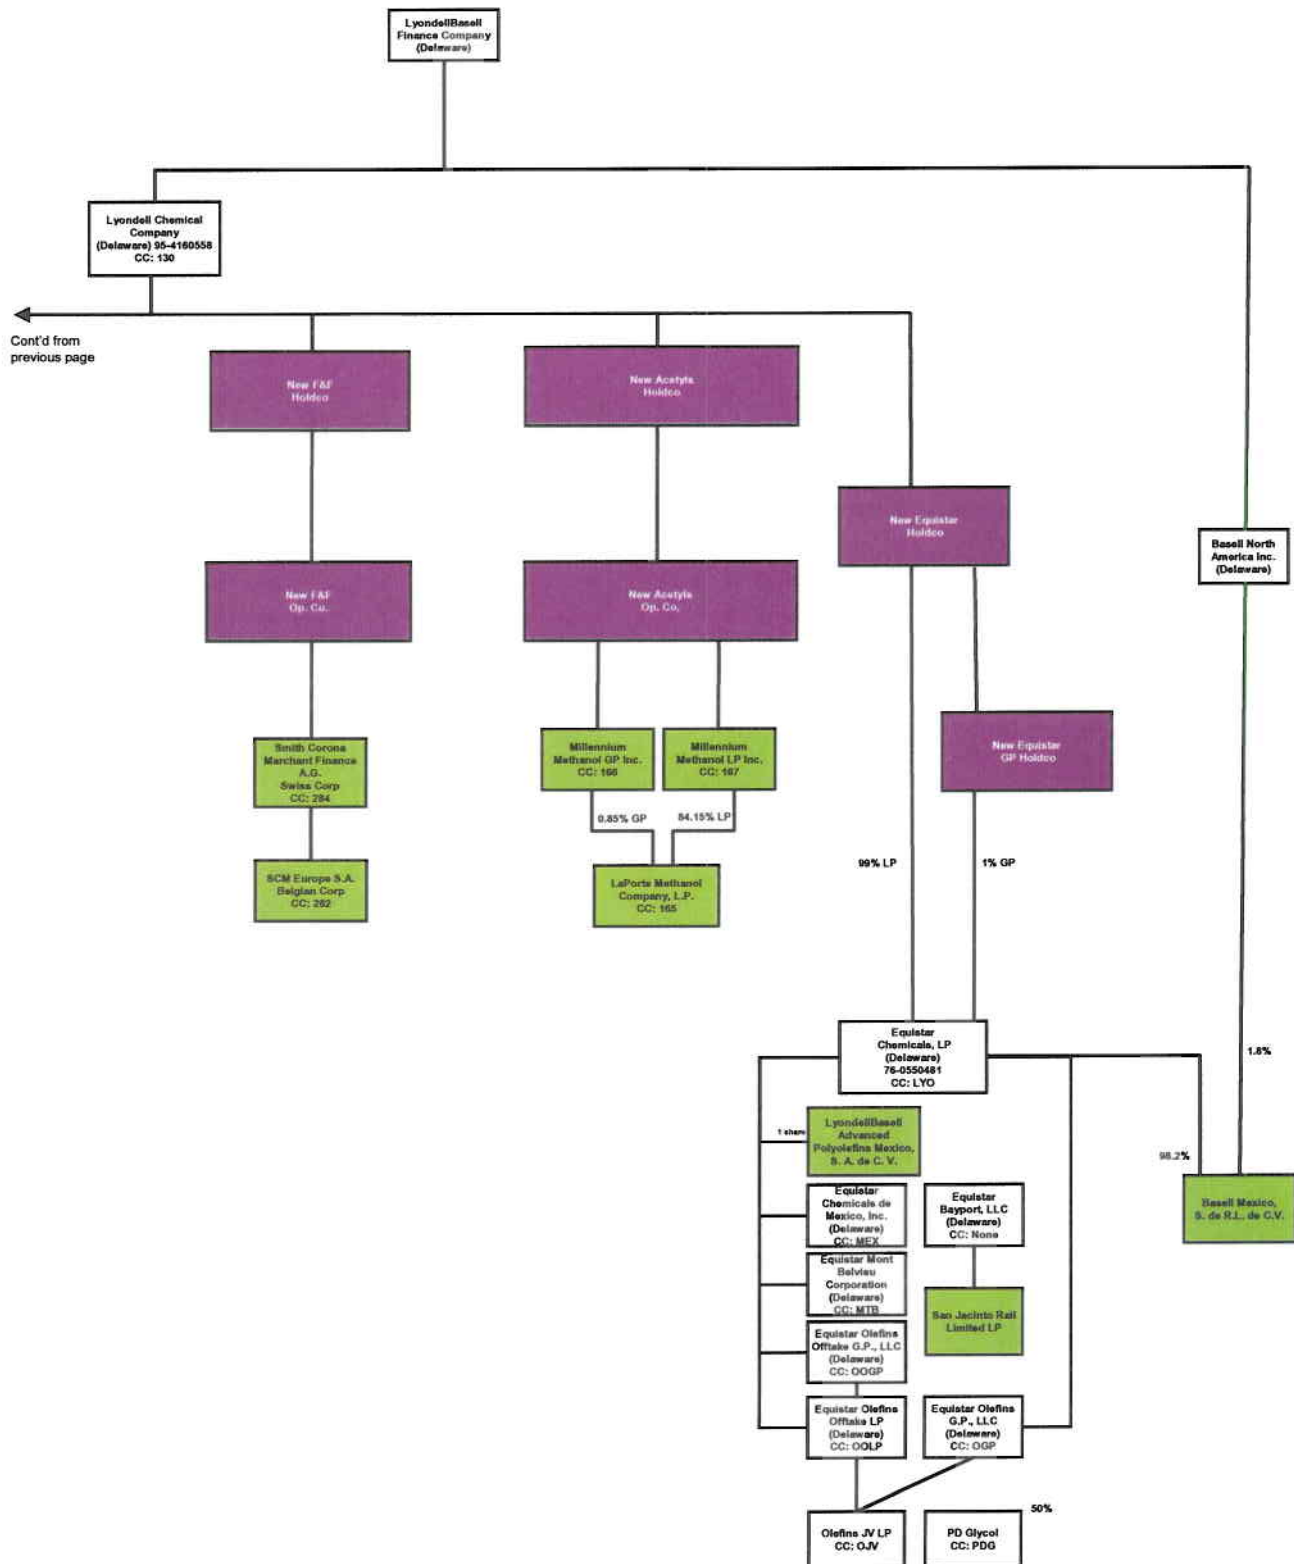 LyondellBasell
Finance Company
(Delaware)
Lyondell Chemical
Company
(Delaware) 95-4160558
CC: 130
Cont'd from
previous page
New F&F
Holdco
New Acetyls
Holdco
New Equistar
Holdco
Basell North
America Inc.
(Delaware)
New F&F
Op. Co.
New Acetyls
Op. Co.
New Equistar
GP Holdco
Smith Corona
Marchant Finance
A.G.
Swiss Corp
CC: 284
Millennium
Methanol GP Inc.
CC: 166
Millennium
Methanol LP Inc.
CC: 167
0.85% GP
84.15% LP
99% LP
1% GP
SCM Europe S.A.
Belgian Corp
CC: 262
LaPorte Methanol
Company, L.P.
CC: 165
Equistar
Chemicals, LP
(Delaware)
76-0550481
CC: LYO
1.8%
1 share
LyondellBasell
Advanced
Polyolefins Mexico,
S. A. de C. V.
98.2%
Basell Mexico,
S. de R.L. de C.V.
Equistar
Chemicals de
Mexico, Inc.
(Delaware)
CC: MEX
Equistar
Bayport, LLC
(Delaware)
CC: None
Equistar Mont
Belvieu
Corporation
(Delaware)
CC: MTB
San Jacinto Rail
Limited LP
Equistar Olefins
Offtake G.P., LLC
(Delaware)
CC: OOGP
Equistar Olefins
Offtake LP
(Delaware)
CC: OOLP
Equistar Olefins
G.P., LLC
(Delaware)
CC: OGP
50%
Olefins JV LP
CC: OJV
PD Glycol
CC: PDG